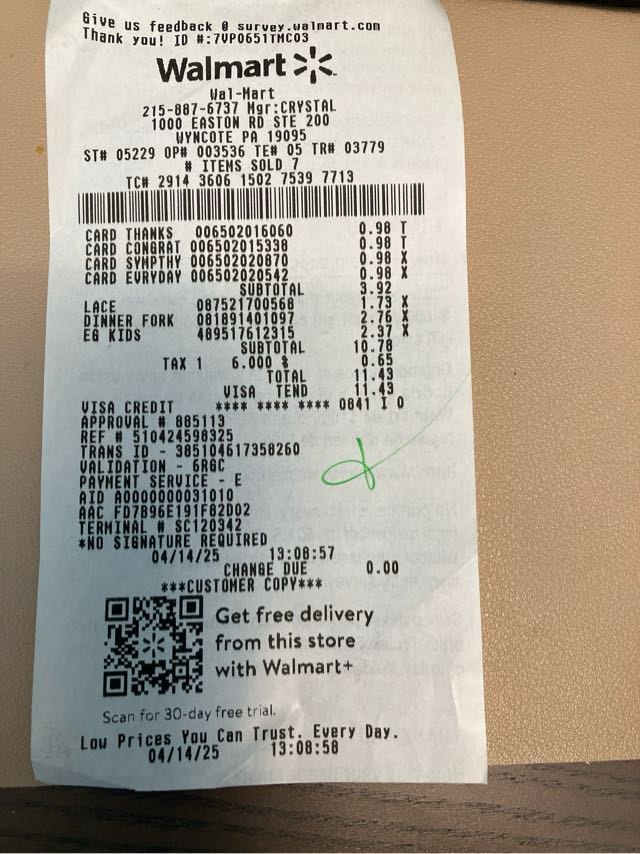 Give us feedback @ survey.walmart.com
Thank you! ID #:7VP0651TMC03
Walmart
Wal-Mart
215-887-6737 Mgr:CRYSTAL
1000 EASTON RD STE 200
WYNCOTE PA 19095
ST# 05229 OP# 003536 TE# 05 TR# 03779
# ITEMS SOLD 7
TC# 2914 3606 1502 7539 7713
CARD THANKS 006502016060 0.98 T
CARD CONGRAT 006502015338 0.98 T
CARD SYMPTHY 006502020870 0.98 X
CARD EVRYDAY 006502020542 0.98 X
SUBTOTAL 3.92
LACE 087521700568 1.73 X
DINNER FORK 081891401097 2.76 X
EG KIDS 489517612315 2.37 X
SUBTOTAL 10.78
TAX 1 6.000 % 0.65
TOTAL 11.43
VISA TEND 11.43
VISA CREDIT **** **** **** 0841 I 0
APPROVAL # 885113
REF # 510424598325
TRANS ID - 385104617358260
VALIDATION - 6R8C
PAYMENT SERVICE - E
AID A0000000031010
AAC FD7B96E191F82D02
TERMINAL # SC120342
*NO SIGNATURE REQUIRED
04/14/25 13:08:57
CHANGE DUE 0.00
***CUSTOMER COPY***
Get free delivery
from this store
with Walmart+
Scan for 30-day free trial.
Low Prices You Can Trust. Every Day.
04/14/25 13:08:58